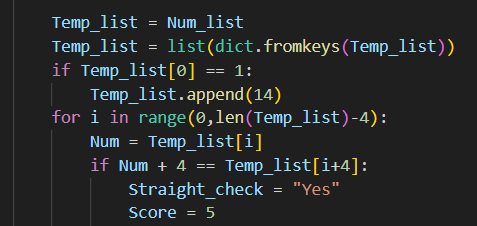 Temp_list = Num_list
Temp_list = list(dict.fromkeys(Temp_list))
if Temp_list[0] == 1:
    Temp_list.append(14)
for i in range(0,len(Temp_list)-4):
    Num = Temp_list[i]
    if Num + 4 == Temp_list[i+4]:
        Straight_check = "Yes"
        Score = 5